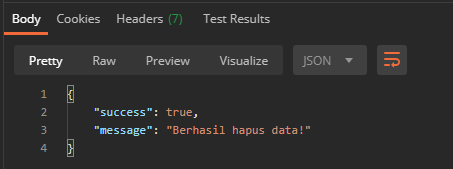 Body Cookies Headers (7) Test Results
Pretty Raw Preview Visualize JSON
1 {
2 "success": true,
3 "message": "Berhasil hapus data!"
4 }